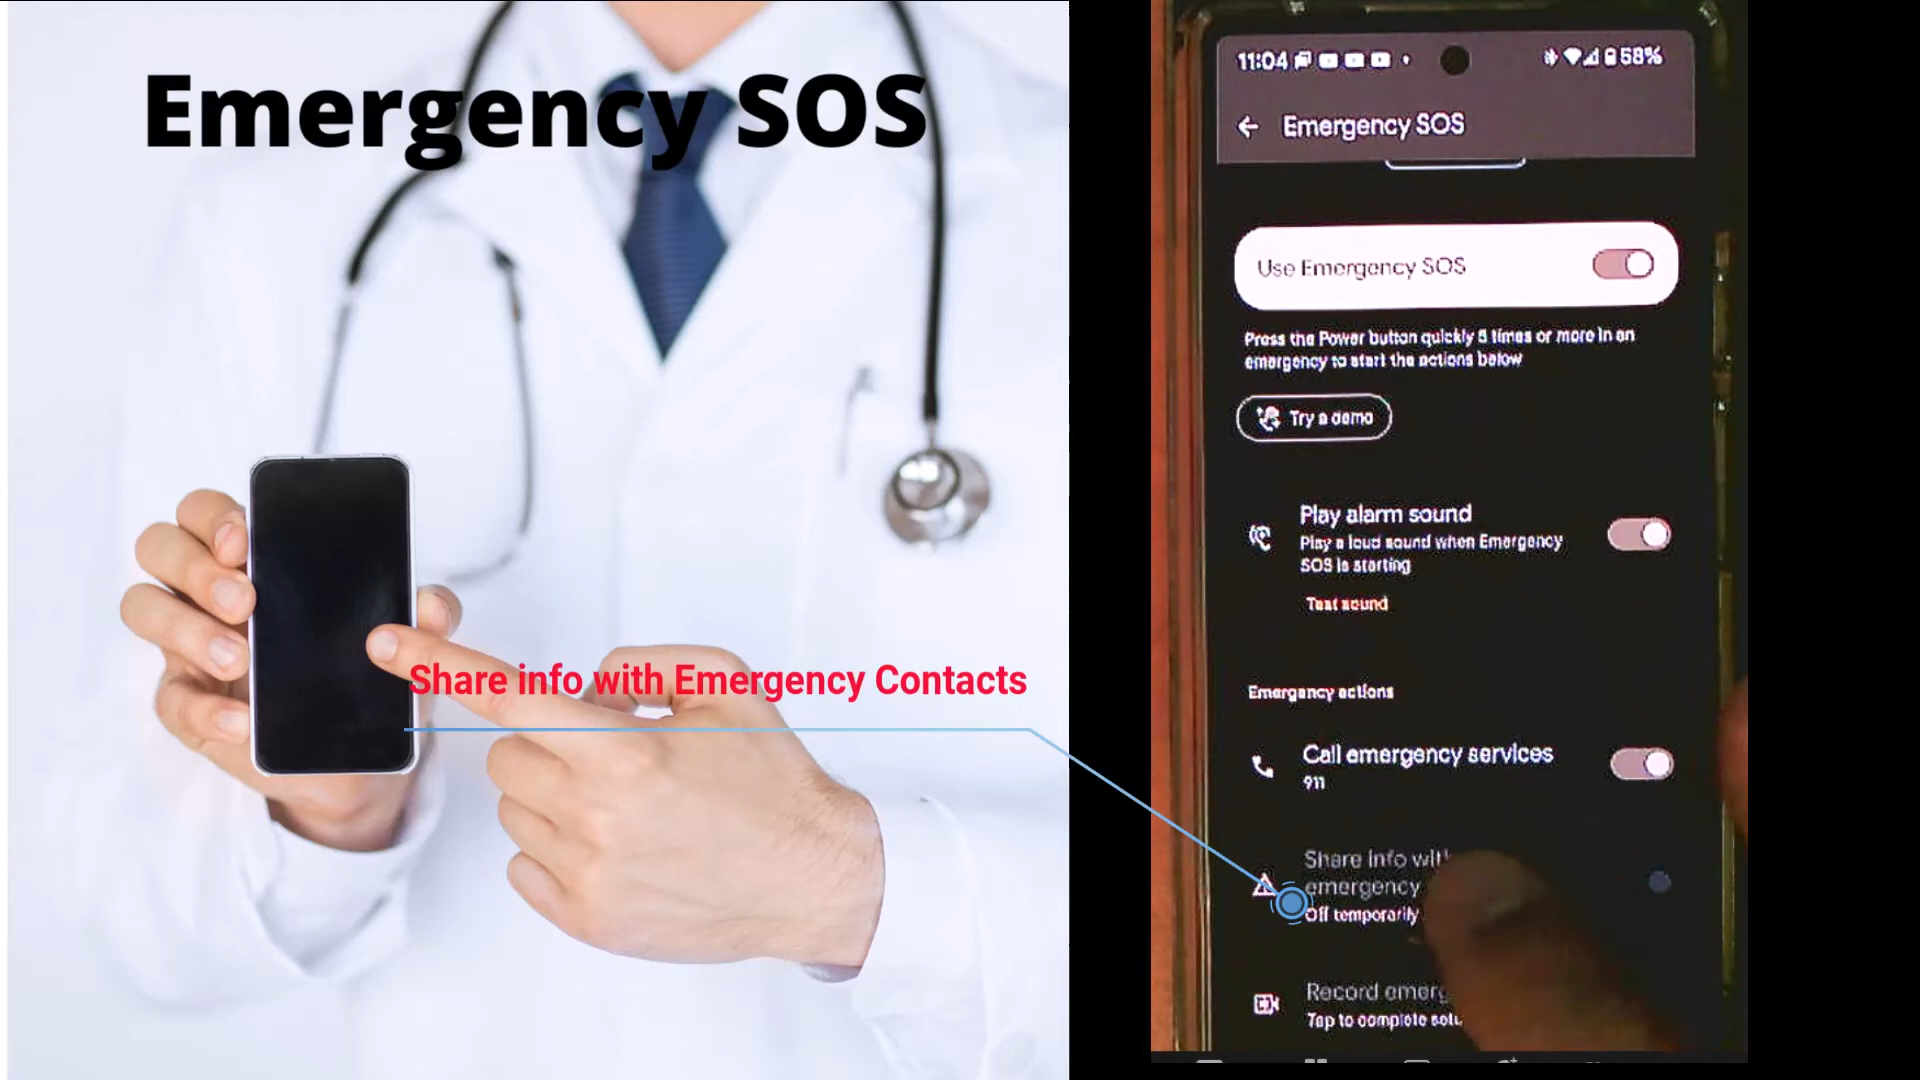 Emergency SOS
Share info with Emergency Contacts
11:04
58%
Emergency SOS
Use Emergency SOS
Press the Power button quickly 5 times or more in an
emergency to start the actions below
Try a demo
Play alarm sound
Play a loud sound when Emergency
SOS is starting
Test sound
Emergency actions
Call emergency services
911
Share info with
emergency
Off temporarily
Record
Tap to complete